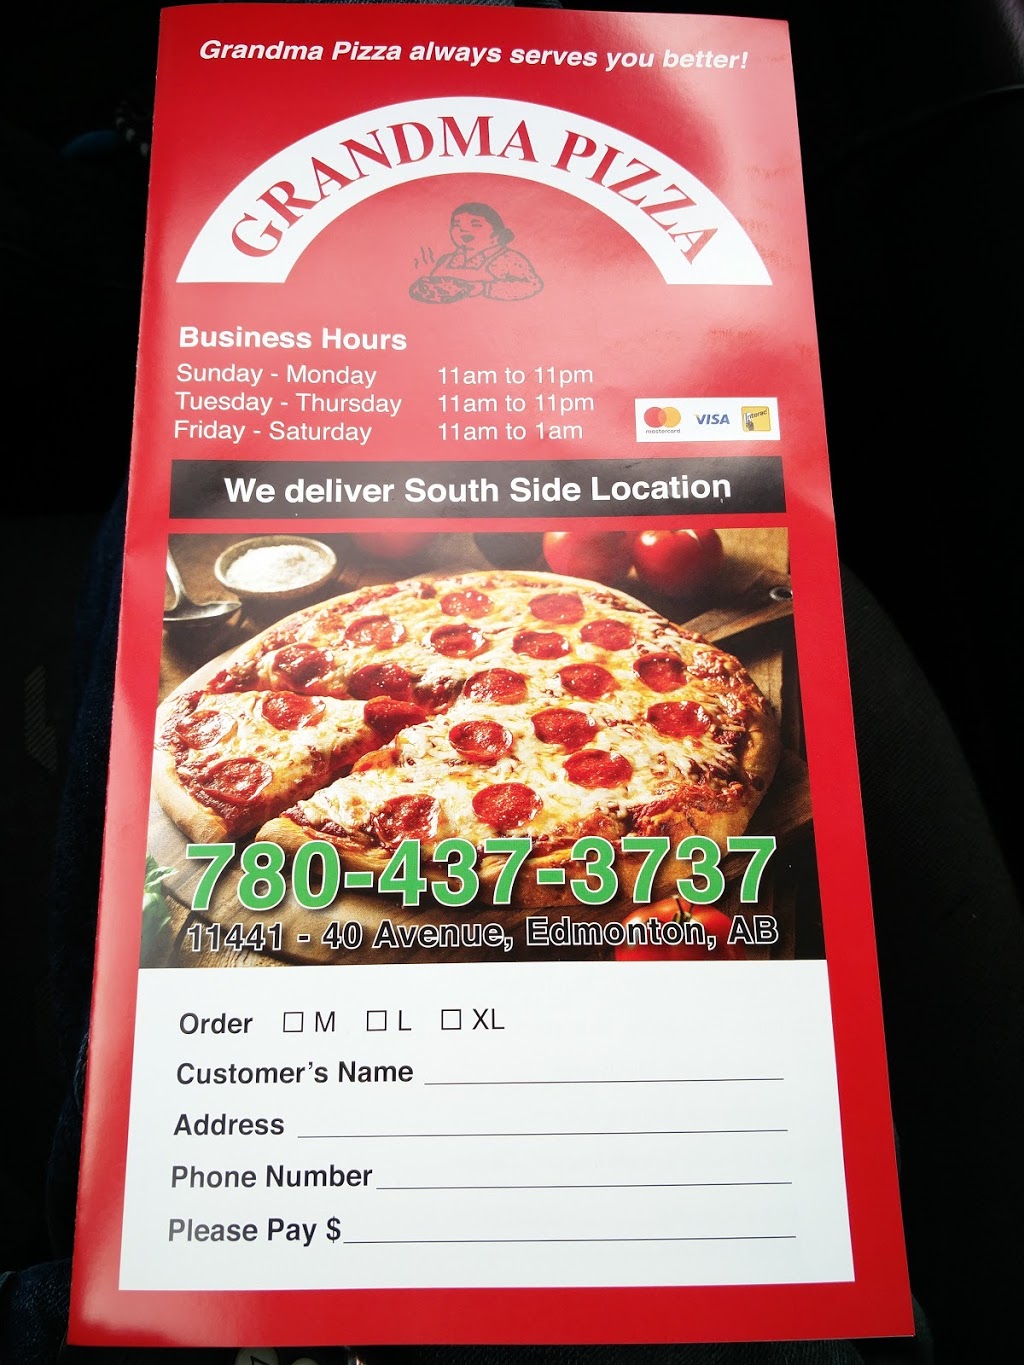 Grandma Pizza always serves you better!
GRANDMA PIZZA
Business Hours
Sunday - Monday 11am to 11pm
Tuesday - Thursday 11am to 11pm
Friday - Saturday 11am to 1am
mastercard VISA Interac
We deliver South Side Location
780-437-3737
11441 - 40 Avenue, Edmonton, AB
Order ☐ M ☐ L ☐ XL
Customer's Name
Address
Phone Number
Please Pay $